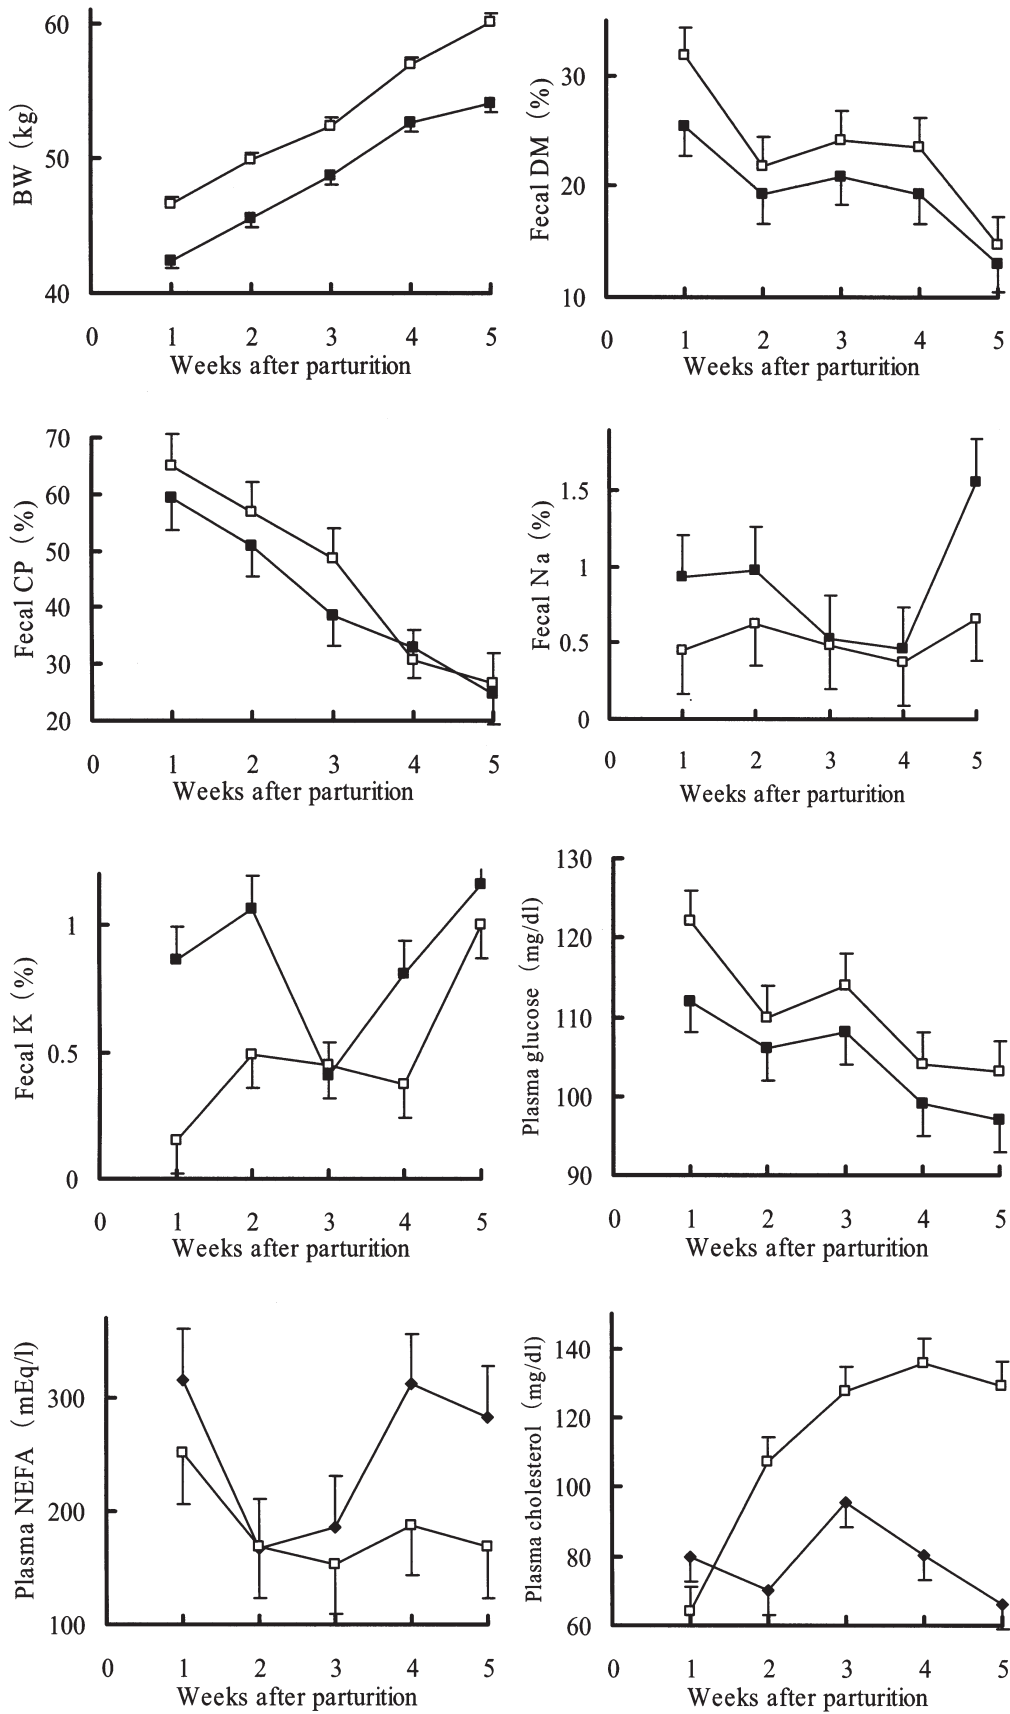 BW (kg)
60
50
40
0 1 2 3 4 5
Weeks after parturition
Fecal DM (%)
30
20
10
0 1 2 3 4 5
Weeks after parturition
Fecal CP (%)
70
60
50
40
30
20
0 1 2 3 4 5
Weeks after parturition
Fecal Na (%)
1.5
1
0.5
0
0 1 2 3 4 5
Weeks after parturition
Fecal K (%)
1
0.5
0
0 1 2 3 4 5
Weeks after parturition
Plasma glucose (mg/dl)
130
120
110
100
90
0 1 2 3 4 5
Weeks after parturition
Plasma NEFA (mEq/l)
300
200
100
0 1 2 3 4 5
Weeks after parturition
Plasma cholesterol (mg/dl)
140
120
100
80
60
0 1 2 3 4 5
Weeks after parturition